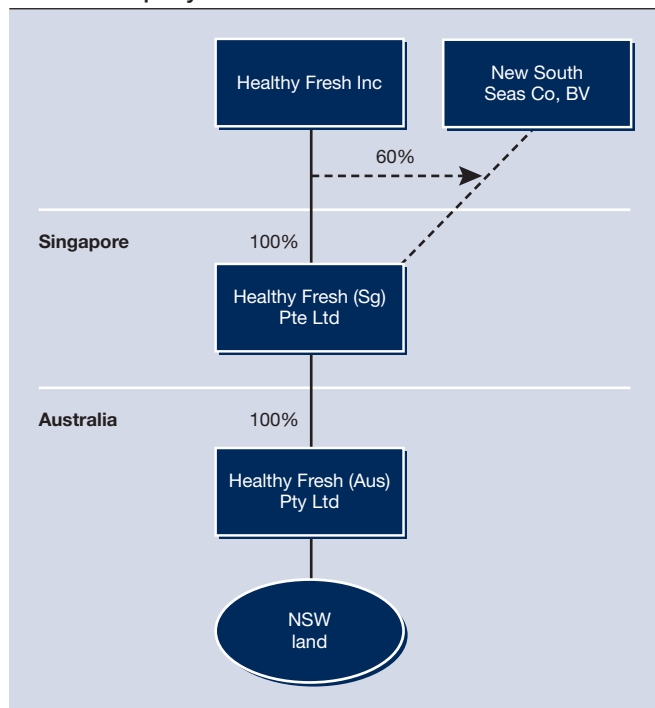 Healthy Fresh Inc
New South
Seas Co, BV
60%
Singapore
100%
Healthy Fresh (Sg)
Pte Ltd
Australia
100%
Healthy Fresh (Aus)
Pty Ltd
NSW
land